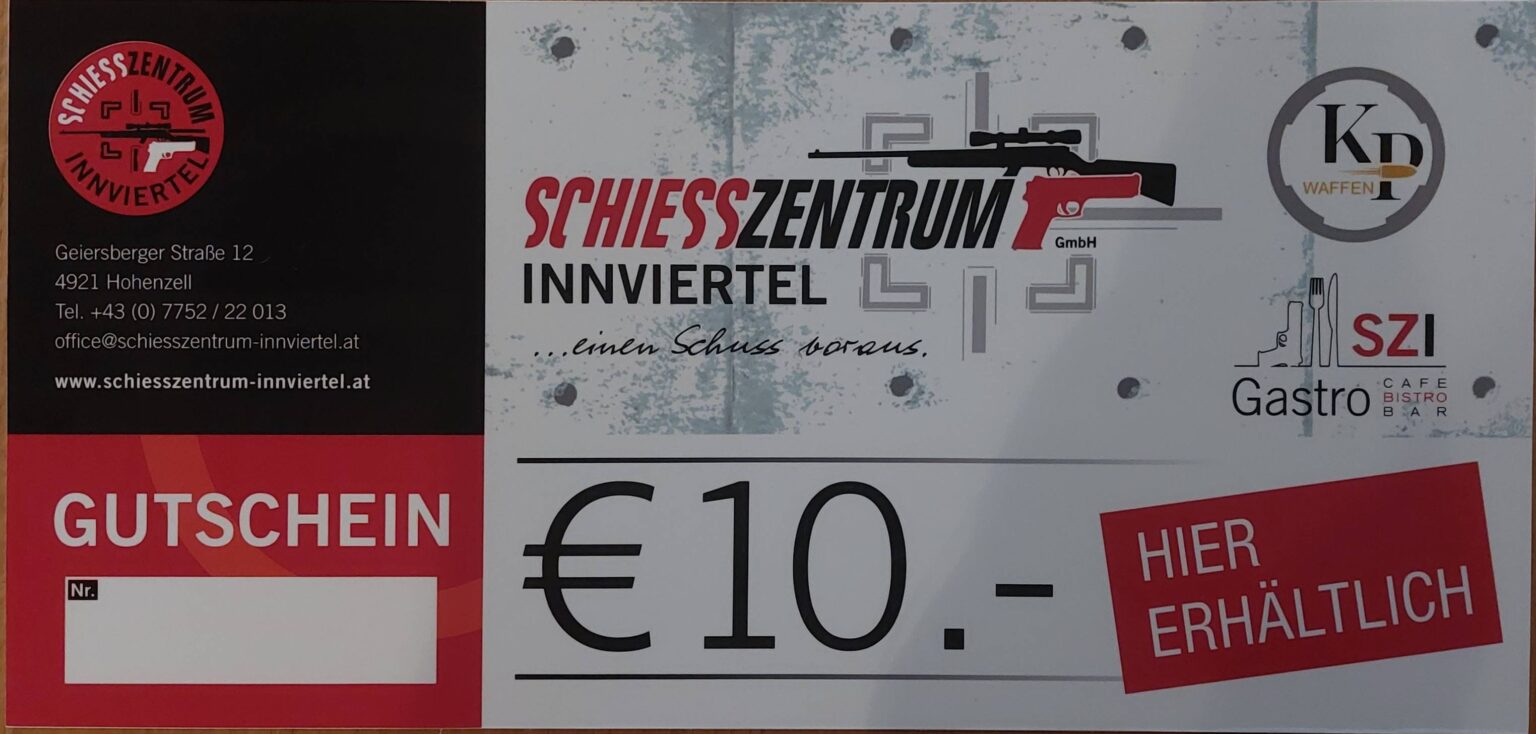 SCHIESSZENTRUM
INNVIERTEL
Geiersberger Straße 12
4921 Hohenzell
Tel. +43 (0) 7752 / 22 013
office@schiesszentrum-innviertel.at
www.schiesszentrum-innviertel.at
GUTSCHEIN
Nr.
SCHIESSZENTRUM
GmbH
INNVIERTEL
...einen Schuss voraus.
KP
WAFFEN
SZI
Gastro
CAFE
BISTRO
BAR
€ 10.-
HIER
ERHÄLTLICH